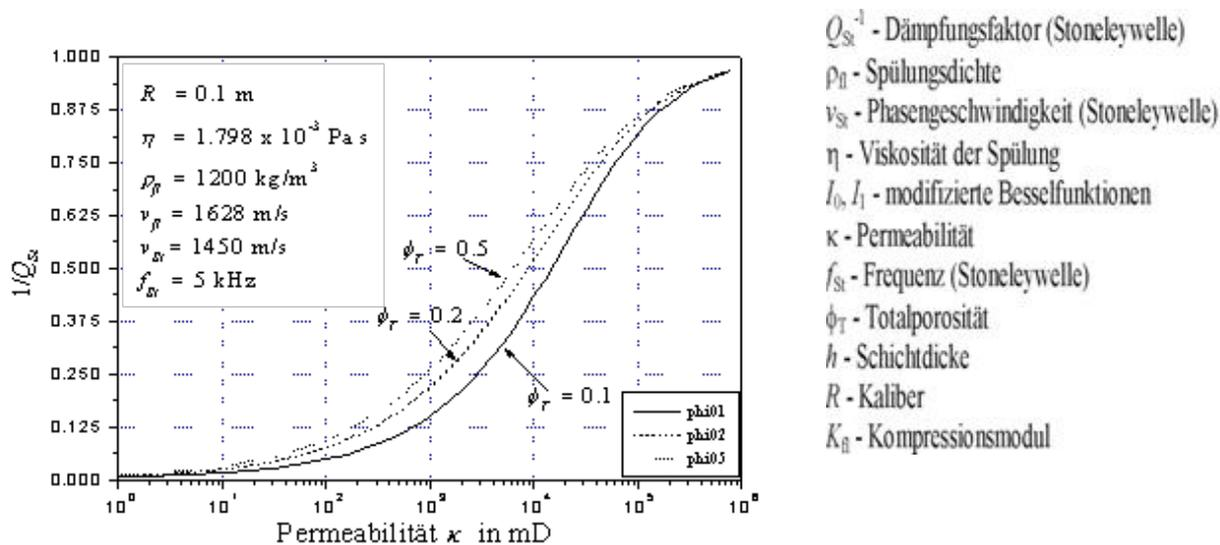 1/Q_St
1.000
0.875
0.750
0.625
0.500
0.375
0.250
0.125
0.000
R = 0.1 m
η = 1.798 x 10⁻³ Pa s
ρ_fl = 1200 kg/m³
v_fl = 1628 m/s
v_St = 1450 m/s
f_St = 5 kHz
ϕ_T = 0.5
ϕ_T = 0.2
ϕ_T = 0.1
phi01
phi02
phi05
10⁰ 10¹ 10² 10³ 10⁴ 10⁵ 10⁶
Permeabilität κ in mD
Q_St⁻¹ - Dämpfungsfaktor (Stoneleywelle)
ρ_fl - Spülungsdichte
v_St - Phasengeschwindigkeit (Stoneleywelle)
η - Viskosität der Spülung
I₀, I₁ - modifizierte Besselfunktionen
κ - Permeabilität
f_St - Frequenz (Stoneleywelle)
ϕ_T - Totalporosität
h - Schichtdicke
R - Kaliber
K_fl - Kompressionsmodul